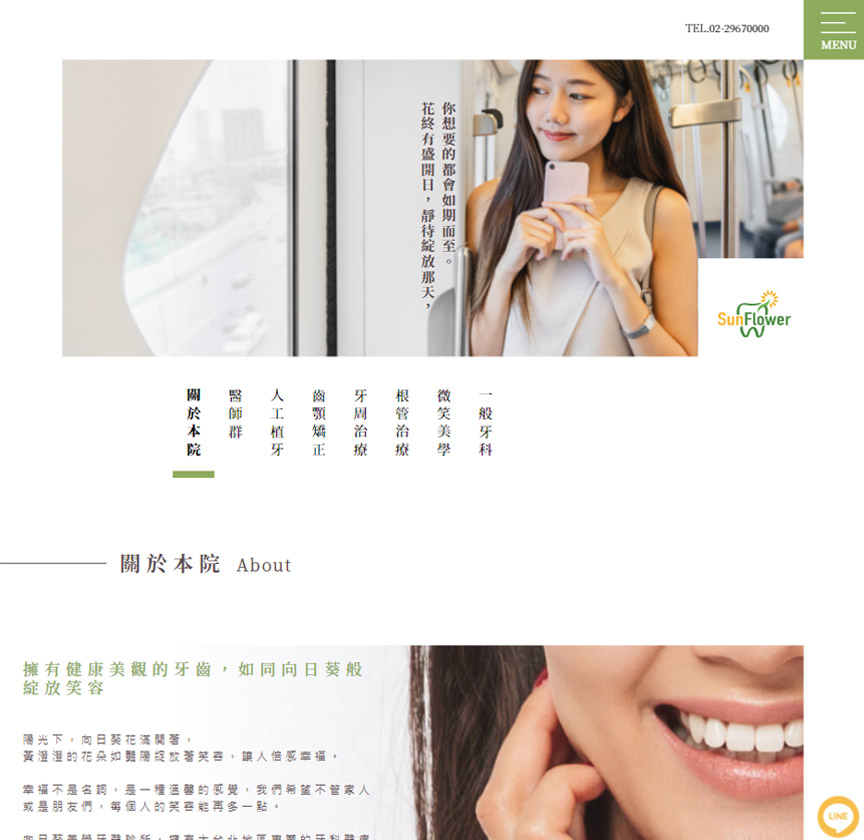 TEL.02-29670000
MENU
你想要的都會如期而至。
花終有盛開日，靜待綻放那天，
SunFlower
關於本院
醫師群
人工植牙
齒顎矯正
牙周治療
根管治療
微笑美學
一般牙科
關於本院 About
擁有健康美觀的牙齒，如同向日葵般
綻放笑容
陽光下，向日葵花滿開著，
黃澄澄的花朵如豔陽綻放著笑容，讓人倍感幸福。
幸福不是名詞，是一種溫馨的感覺，我們希望不管家人
或是朋友們，每個人的笑容能再多一點。
LINE